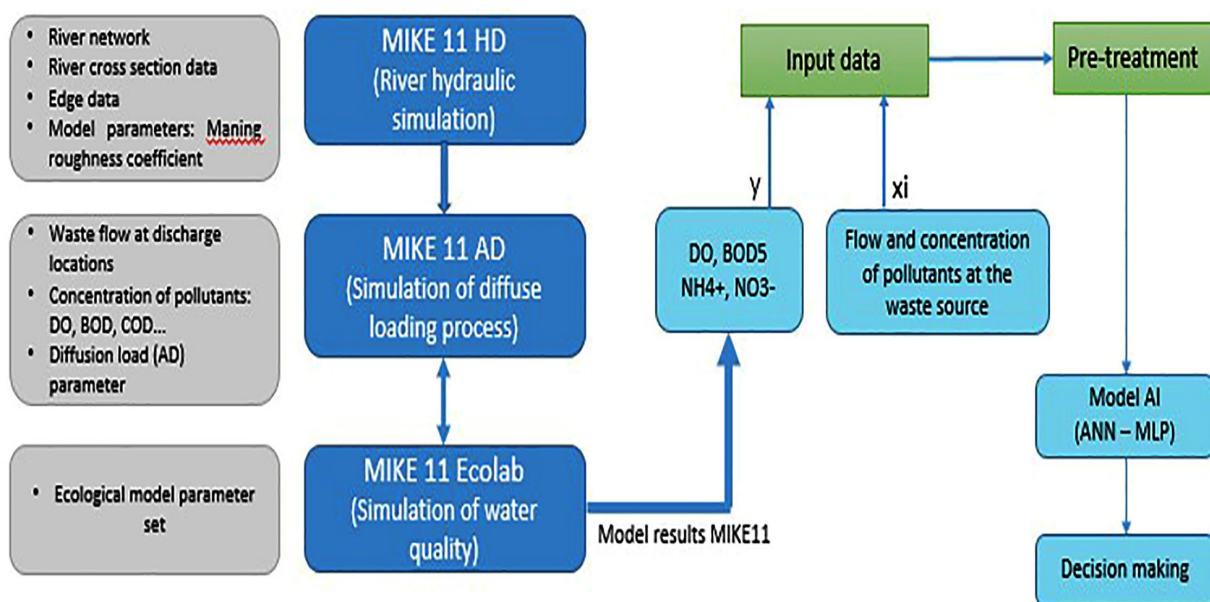 • River network
• River cross section data
• Edge data
• Model parameters: Maning
roughness coefficient
• Waste flow at discharge
locations
• Concentration of pollutants:
DO, BOD, COD...
• Diffusion load (AD)
parameter
• Ecological model parameter
set
MIKE 11 HD
(River hydraulic
simulation)
MIKE 11 AD
(Simulation of diffuse
loading process)
MIKE 11 Ecolab
(Simulation of water
quality)
Model results MIKE11
DO, BOD5
NH4+, NO3-
y
Flow and concentration
of pollutants at the
waste source
xi
Input data
Pre-treatment
Model AI
(ANN – MLP)
Decision making